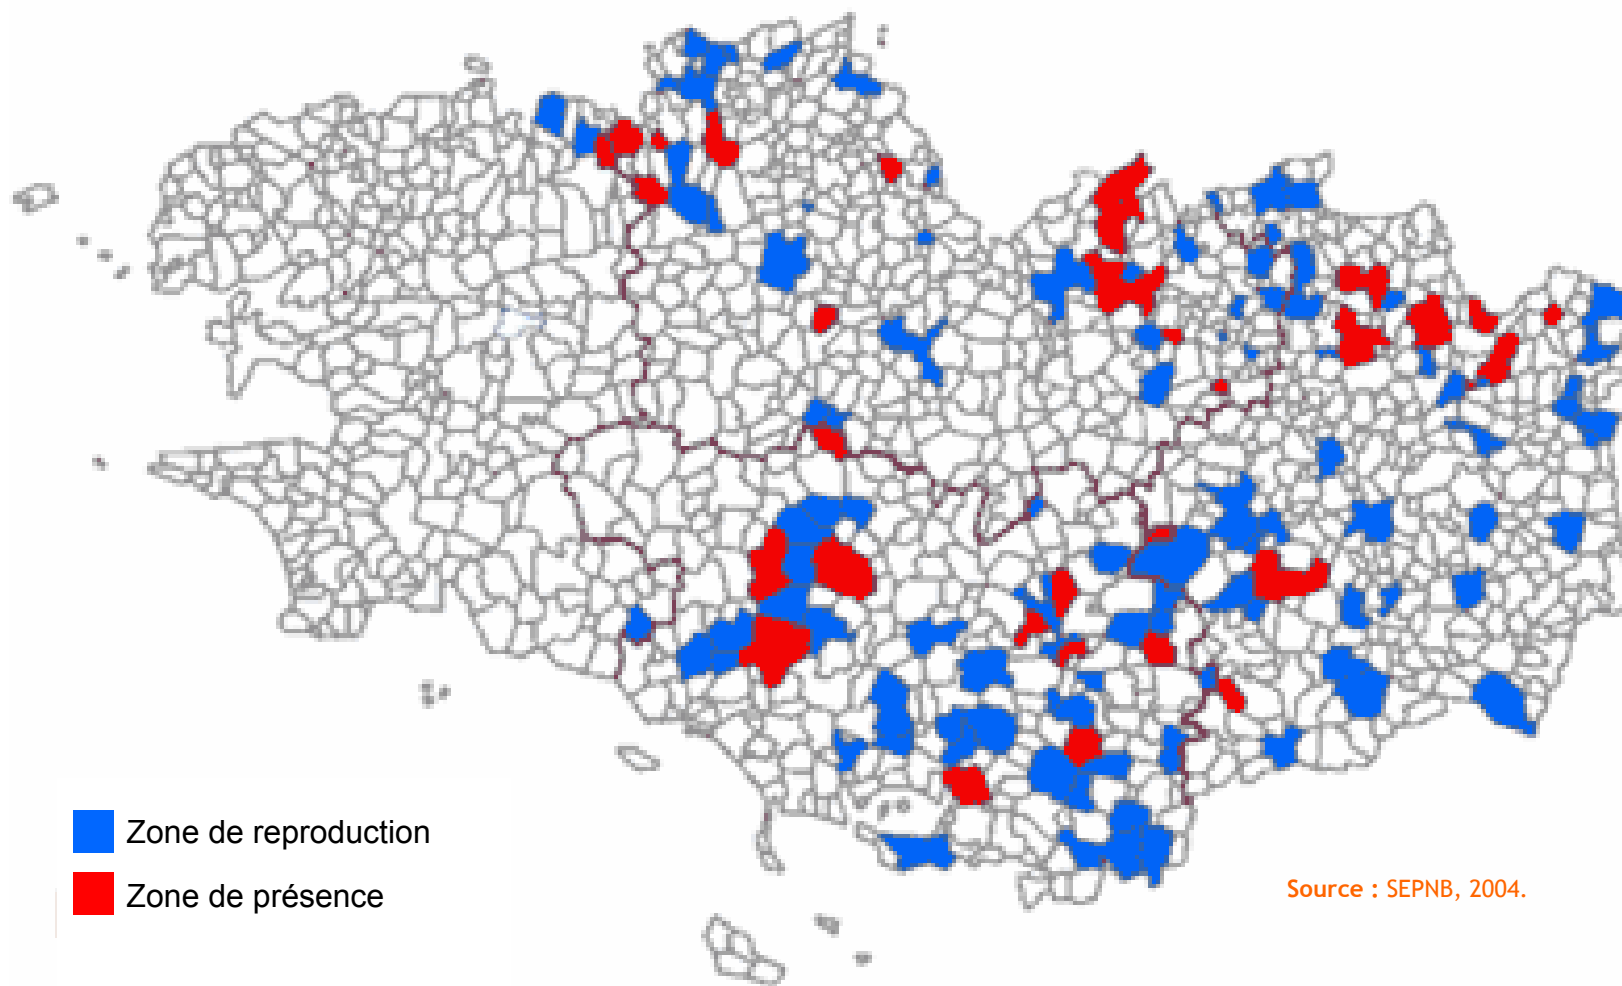 Zone de reproduction
Zone de présence
Source : SEPNB, 2004.